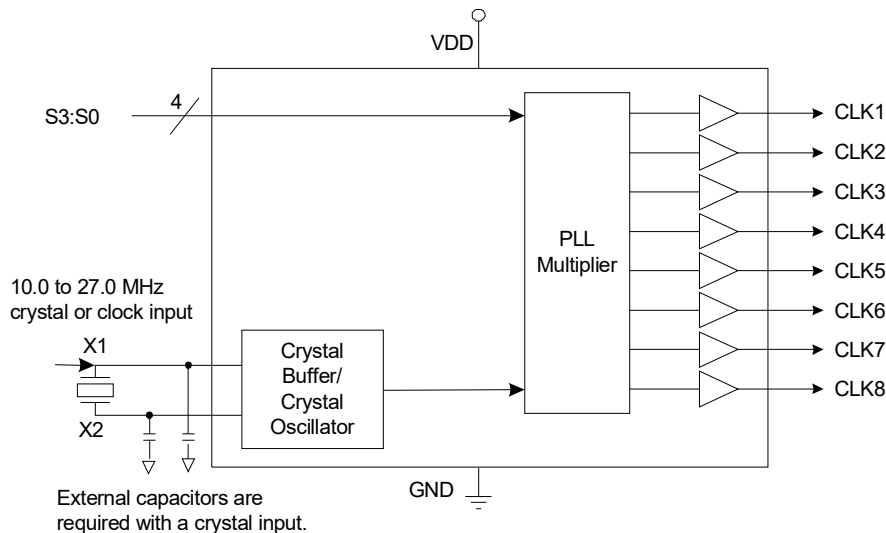 VDD
4
S3:S0
CLK1
CLK2
CLK3
CLK4
CLK5
CLK6
CLK7
CLK8
PLL
Multiplier
10.0 to 27.0 MHz
crystal or clock input
X1
X2
Crystal
Buffer/
Crystal
Oscillator
GND
External capacitors are
required with a crystal input.